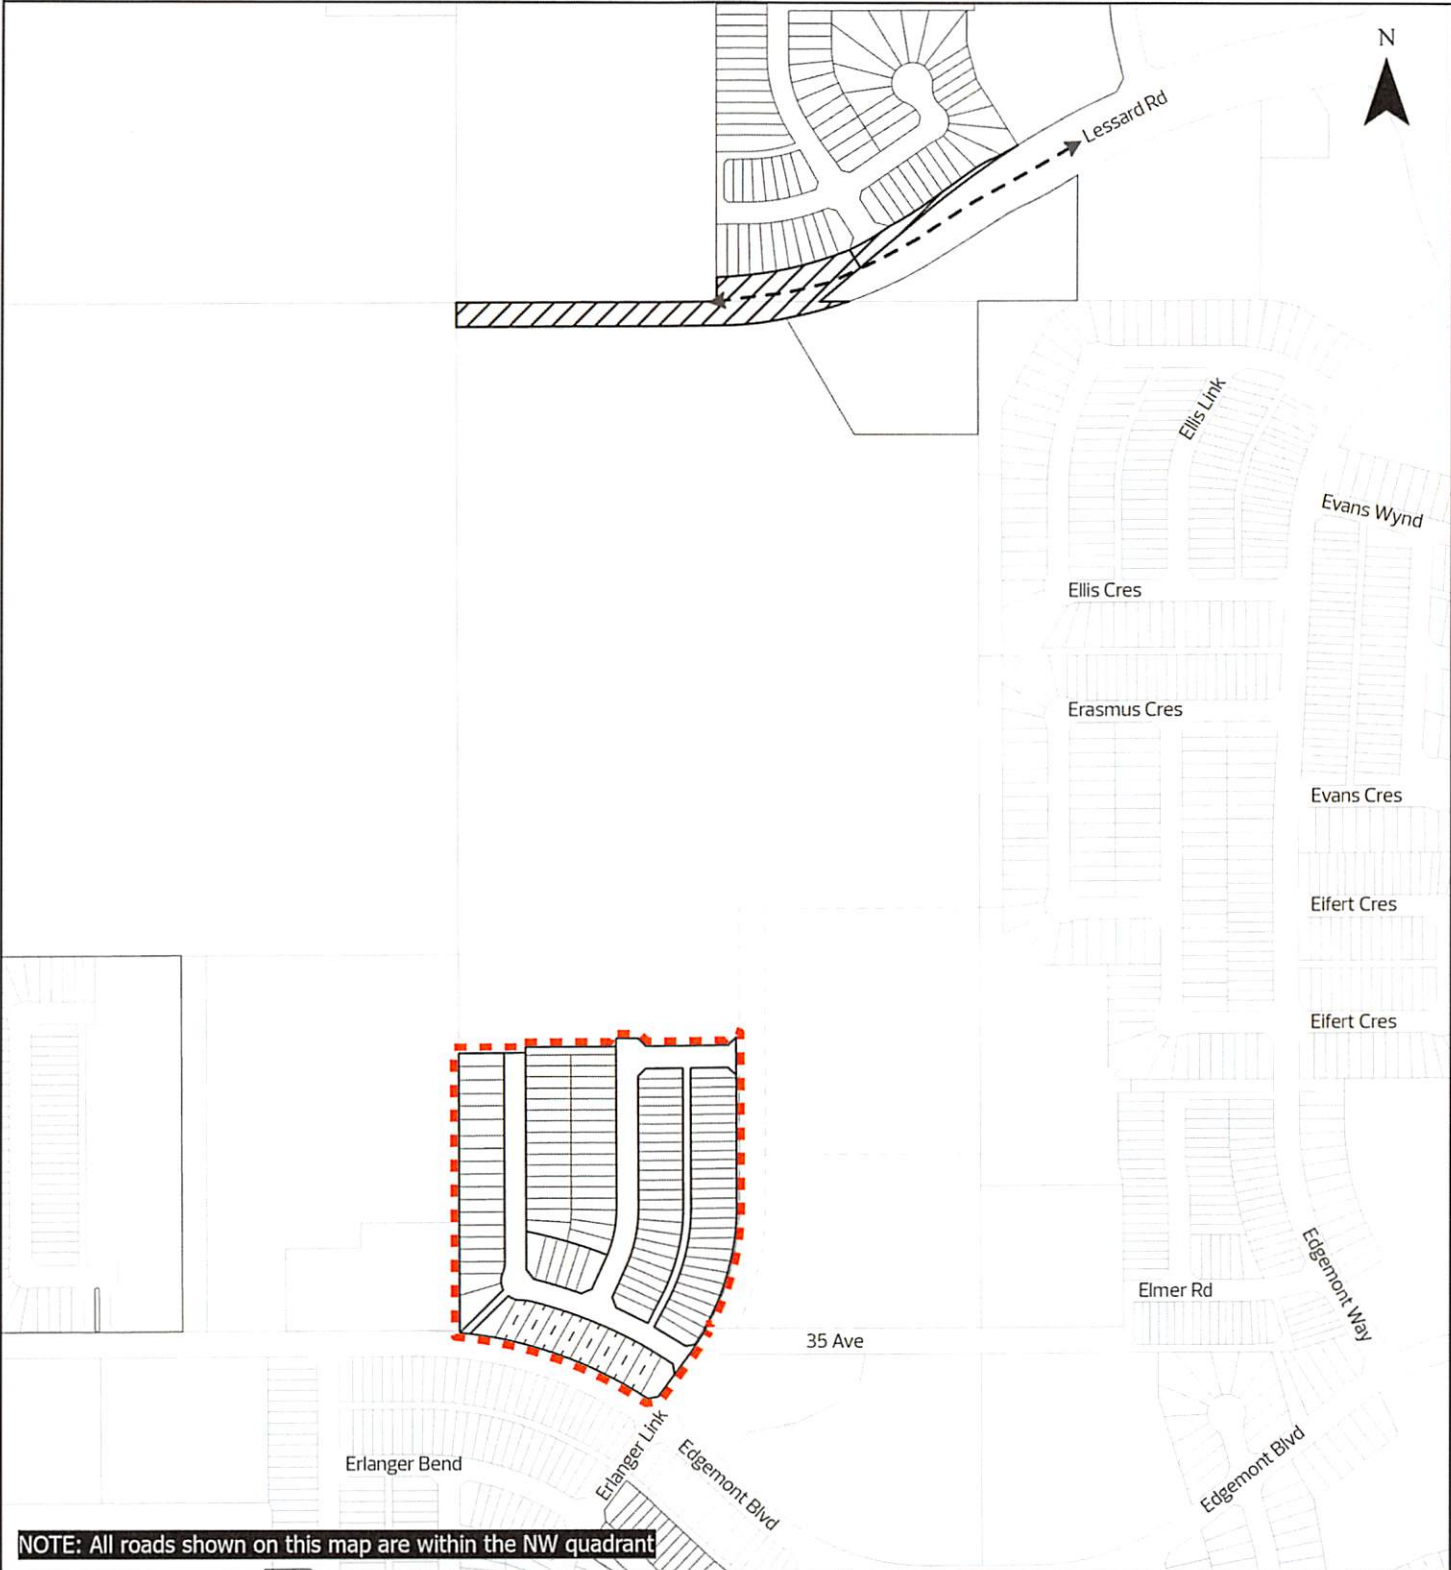 N
Lessard Rd
Ellis Link
Evans Wynd
Ellis Cres
Erasmus Cres
Evans Cres
Eifert Cres
Eifert Cres
Edgemont Way
Elmer Rd
35 Ave
Erlanger Link
Edgemont Blvd
Edgemont Blvd
Erlanger Bend
NOTE: All roads shown on this map are within the NW quadrant